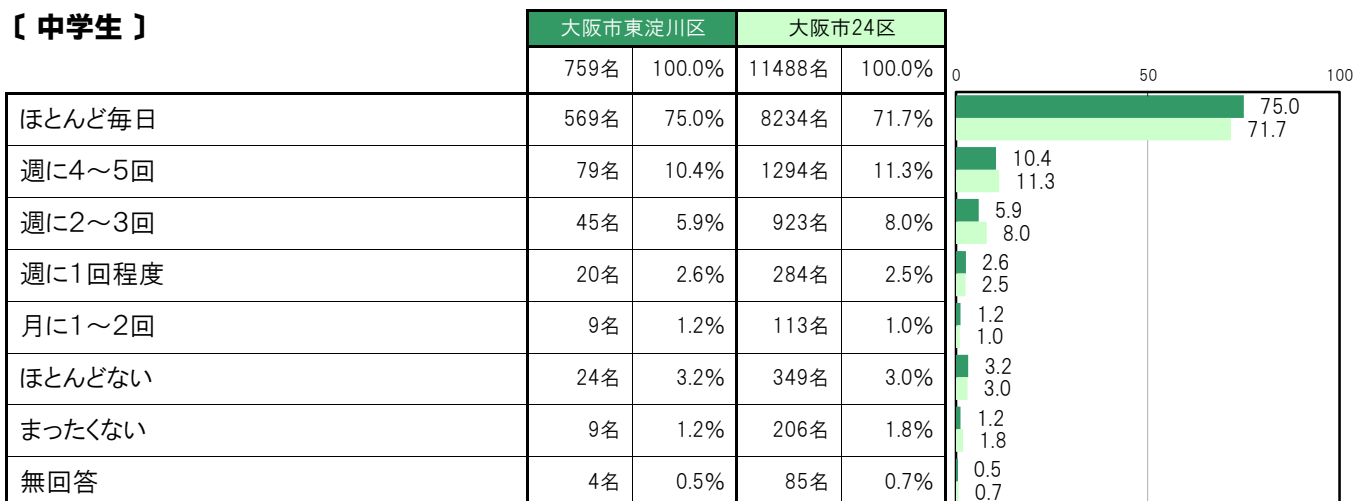 〔 中学生 〕
大阪市東淀川区 大阪市24区
759名 100.0% 11488名 100.0%
0 50 100
ほとんど毎日 569名 75.0% 8234名 71.7%
75.0
71.7
週に4～5回 79名 10.4% 1294名 11.3%
10.4
11.3
週に2～3回 45名 5.9% 923名 8.0%
5.9
8.0
週に1回程度 20名 2.6% 284名 2.5%
2.6
2.5
月に1～2回 9名 1.2% 113名 1.0%
1.2
1.0
ほとんどない 24名 3.2% 349名 3.0%
3.2
3.0
まったくない 9名 1.2% 206名 1.8%
1.2
1.8
無回答 4名 0.5% 85名 0.7%
0.5
0.7